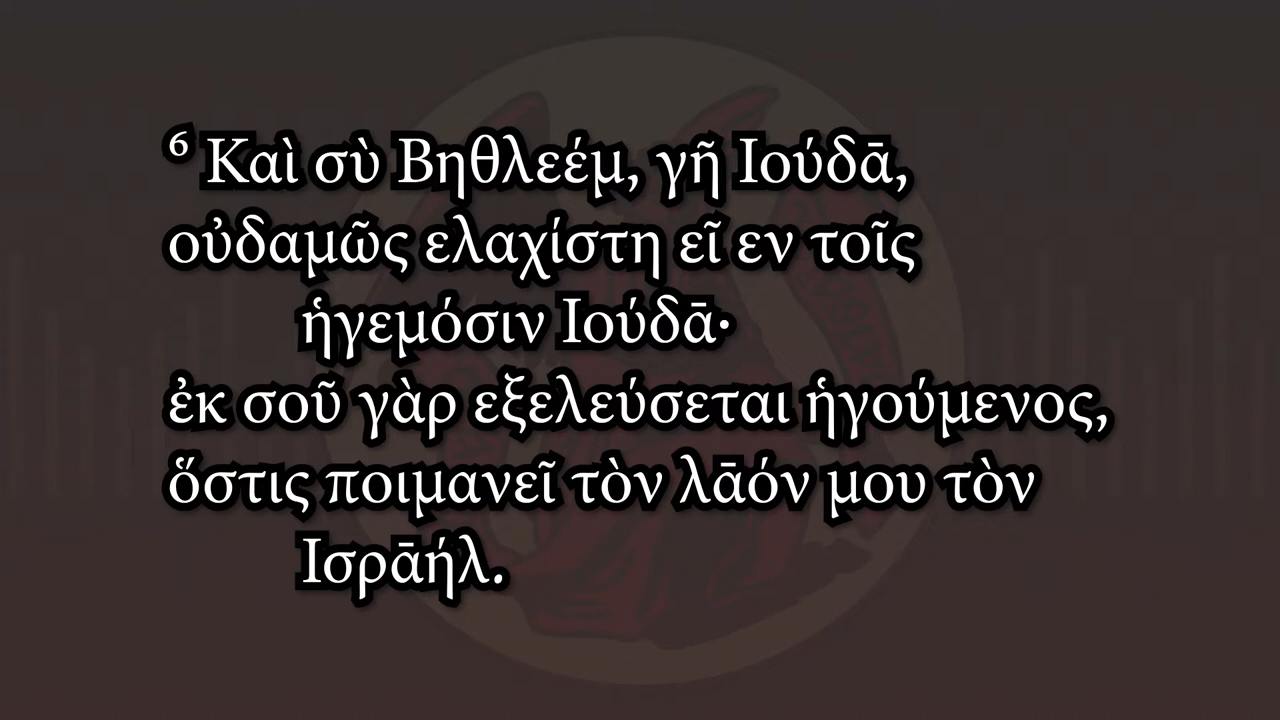 ⁶ Καὶ σὺ Βηθλεέμ, γῆ Ιούδᾱ,
οὐδαμῶς ελαχίστη εῖ εν τοῖς
ἡγεμόσιν Ιούδᾱ·
ἐκ σοῦ γὰρ εξελεύσεται ἡγούμενος,
ὅστις ποιμανεῖ τὸν λᾱόν μου τὸν
Ισρᾱήλ.